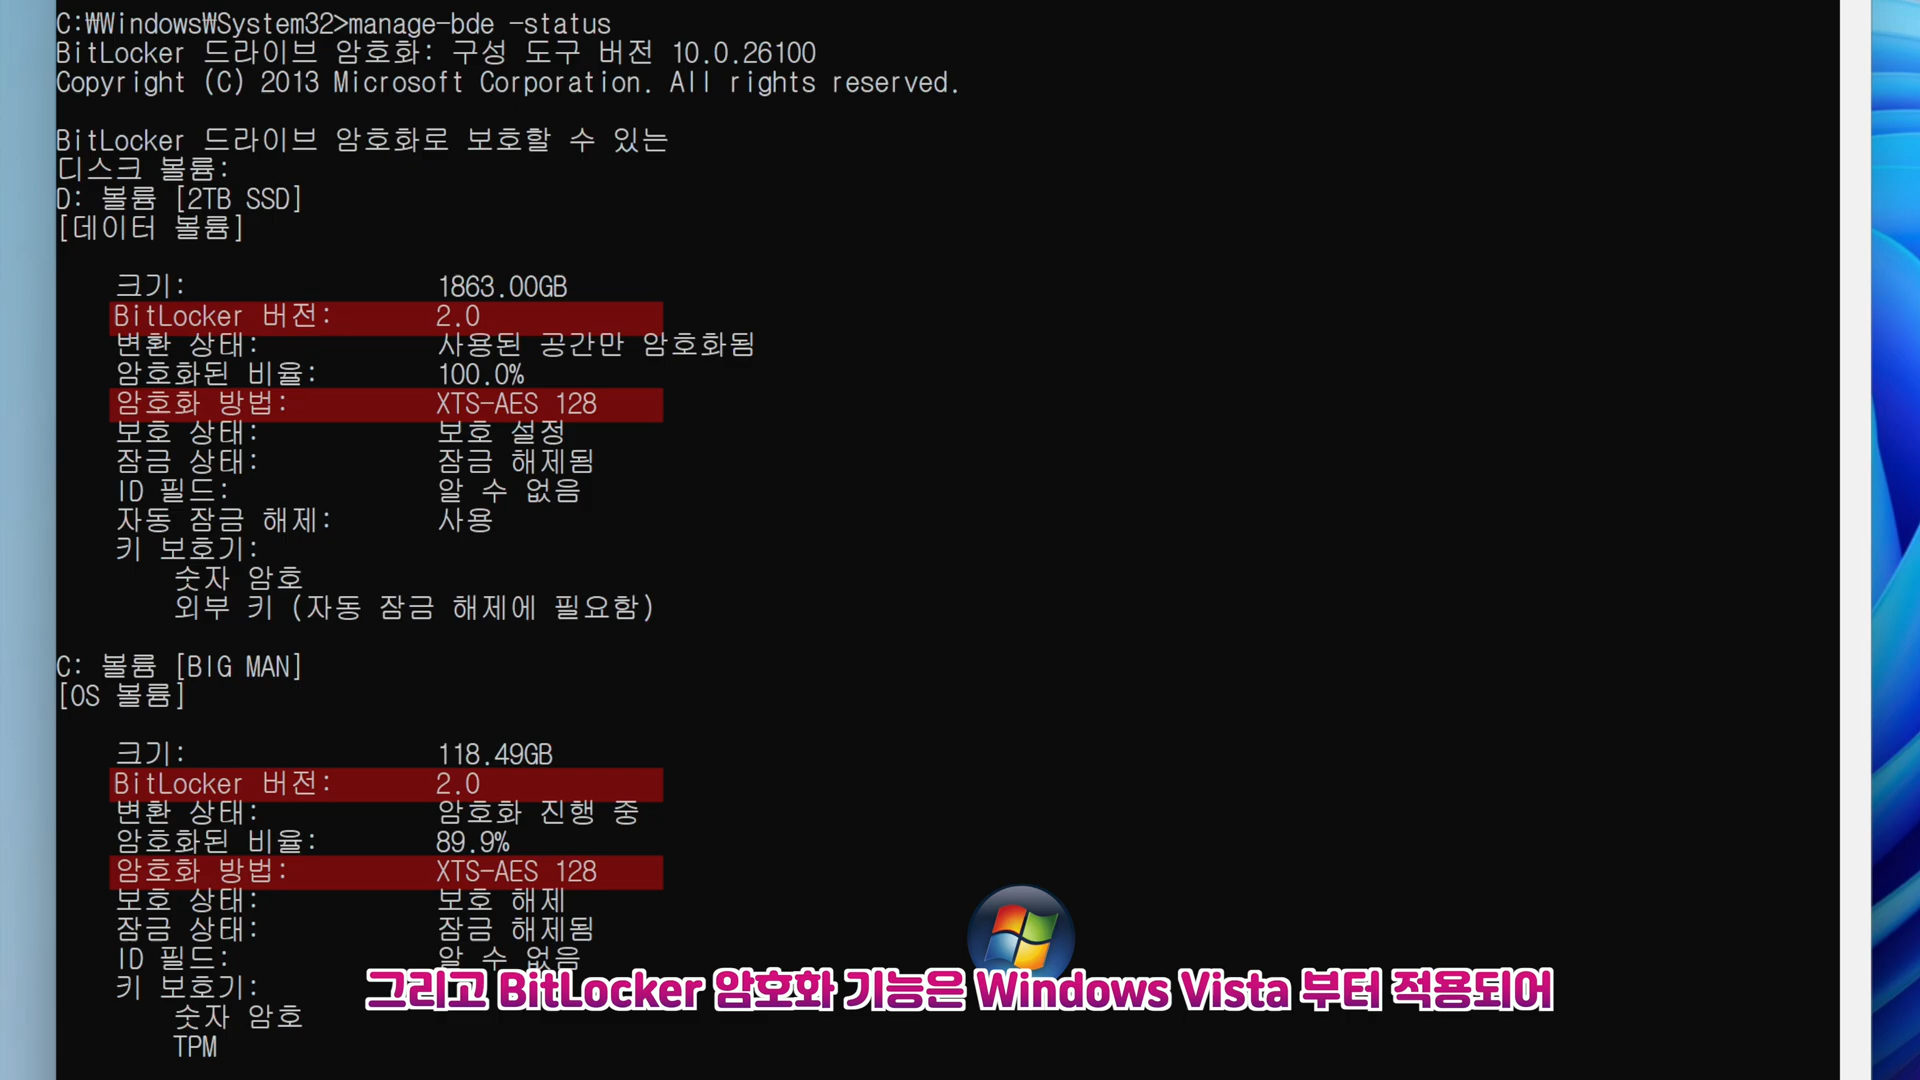 C:₩Windows₩System32>manage-bde -status
BitLocker 드라이브 암호화: 구성 도구 버전 10.0.26100
Copyright (C) 2013 Microsoft Corporation. All rights reserved.
BitLocker 드라이브 암호화로 보호할 수 있는
디스크 볼륨:
D: 볼륨 [2TB SSD]
[데이터 볼륨]
크기: 1863.00GB
BitLocker 버전: 2.0
변환 상태: 사용된 공간만 암호화됨
암호화된 비율: 100.0%
암호화 방법: XTS-AES 128
보호 상태: 보호 설정
잠금 상태: 잠금 해제됨
ID 필드: 알 수 없음
자동 잠금 해제: 사용
키 보호기:
숫자 암호
외부 키 (자동 잠금 해제에 필요함)
C: 볼륨 [BIG MAN]
[OS 볼륨]
크기: 118.49GB
BitLocker 버전: 2.0
변환 상태: 암호화 진행 중
암호화된 비율: 89.9%
암호화 방법: XTS-AES 128
보호 상태: 보호 해제
잠금 상태: 잠금 해제됨
ID 필드: 알 수 없음
키 보호기:
숫자 암호
TPM
그리고 BitLocker 암호화 기능은 Windows Vista 부터 적용되어